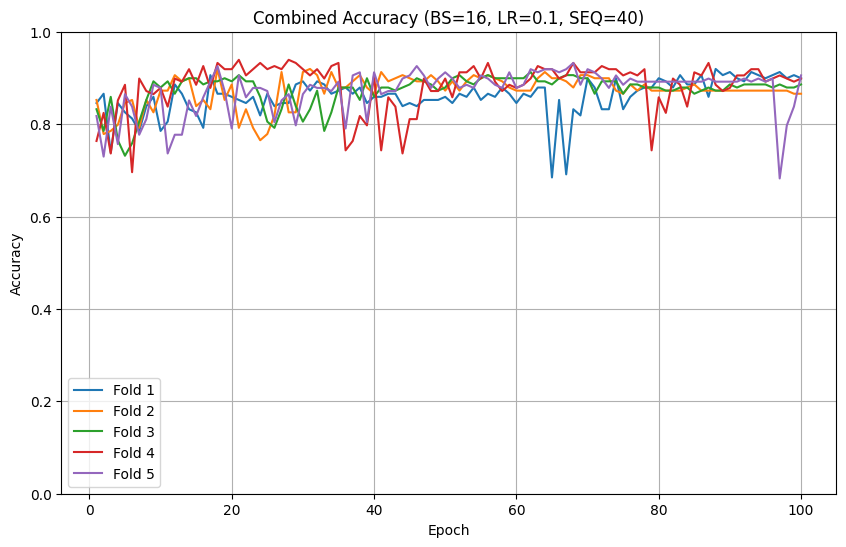 Combined Accuracy (BS=16, LR=0.1, SEQ=40)
1.0
0.8
0.6
0.4
0.2
0.0
Accuracy
Fold 1
Fold 2
Fold 3
Fold 4
Fold 5
0 20 40 60 80 100
Epoch